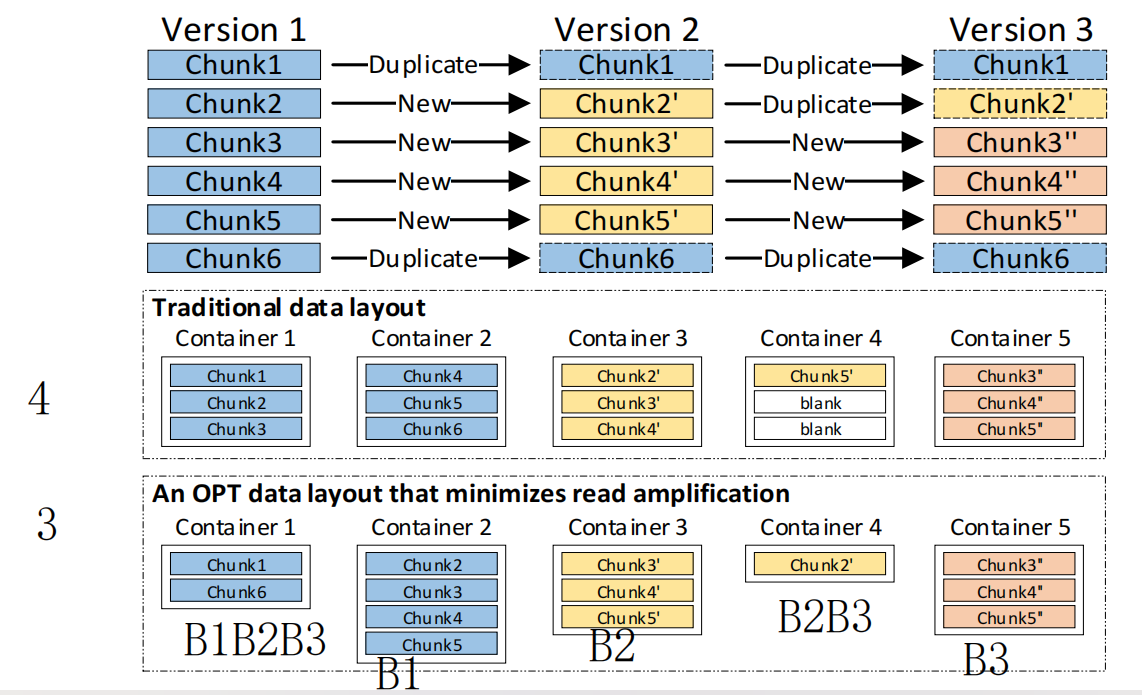 Version 1 Version 2 Version 3
Chunk1 Duplicate Chunk1 Duplicate Chunk1
Chunk2 New Chunk2' Duplicate Chunk2'
Chunk3 New Chunk3' New Chunk3''
Chunk4 New Chunk4' New Chunk4''
Chunk5 New Chunk5' New Chunk5''
Chunk6 Duplicate Chunk6 Duplicate Chunk6
Traditional data layout
Container 1 Container 2 Container 3 Container 4 Container 5
Chunk1 Chunk4 Chunk2' Chunk5' Chunk3''
4 Chunk2 Chunk5 Chunk3' blank Chunk4''
Chunk3 Chunk6 Chunk4' blank Chunk5''
An OPT data layout that minimizes read amplification
3 Container 1 Container 2 Container 3 Container 4 Container 5
Chunk1 Chunk2 Chunk3' Chunk2' Chunk3''
Chunk6 Chunk3 Chunk4' Chunk4''
Chunk4 Chunk5' Chunk5''
B1B2B3 Chunk5 B2 B2B3 B3
B1